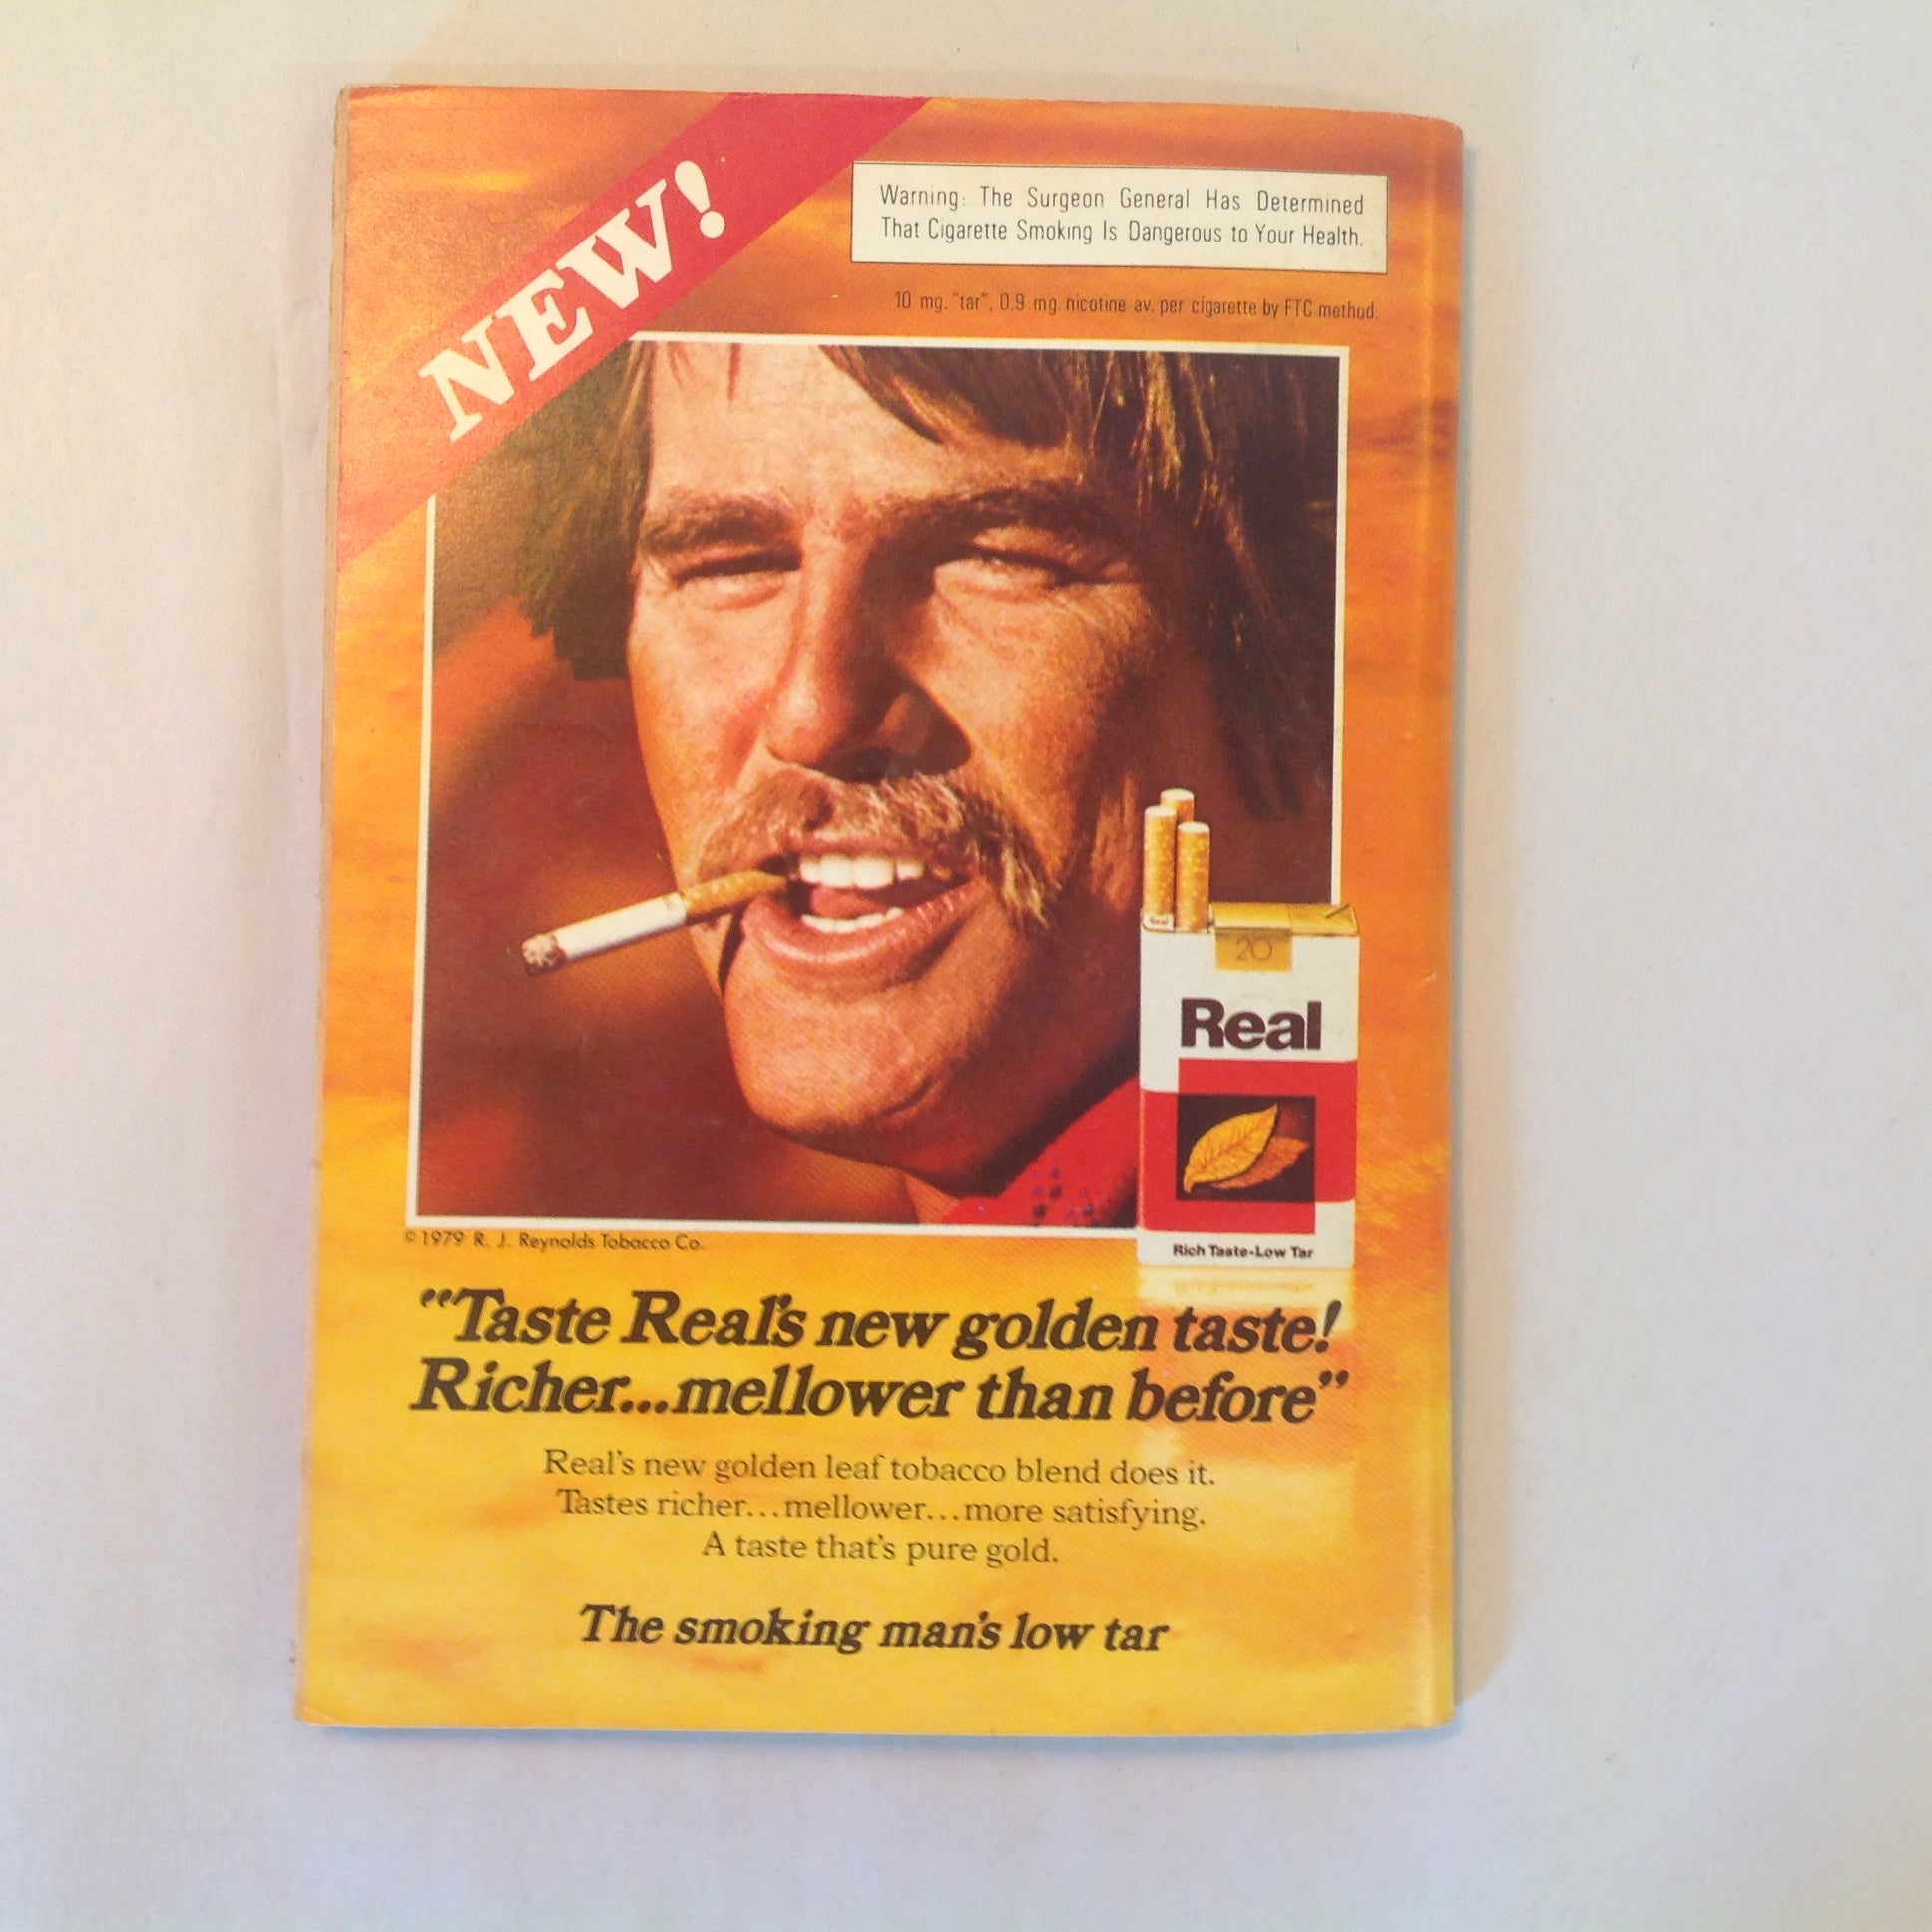 NEW!
Warning: The Surgeon General Has Determined
That Cigarette Smoking Is Dangerous to Your Health.
10 mg. "tar", 0.9 mg. nicotine av. per cigarette by FTC method.
Real
20
Real
Rich Taste-Low Tar
© 1979 R. J. Reynolds Tobacco Co.
"Taste Real's new golden taste!
Richer...mellower than before"
Real's new golden leaf tobacco blend does it.
Tastes richer...mellower...more satisfying.
A taste that's pure gold.
The smoking man's low tar